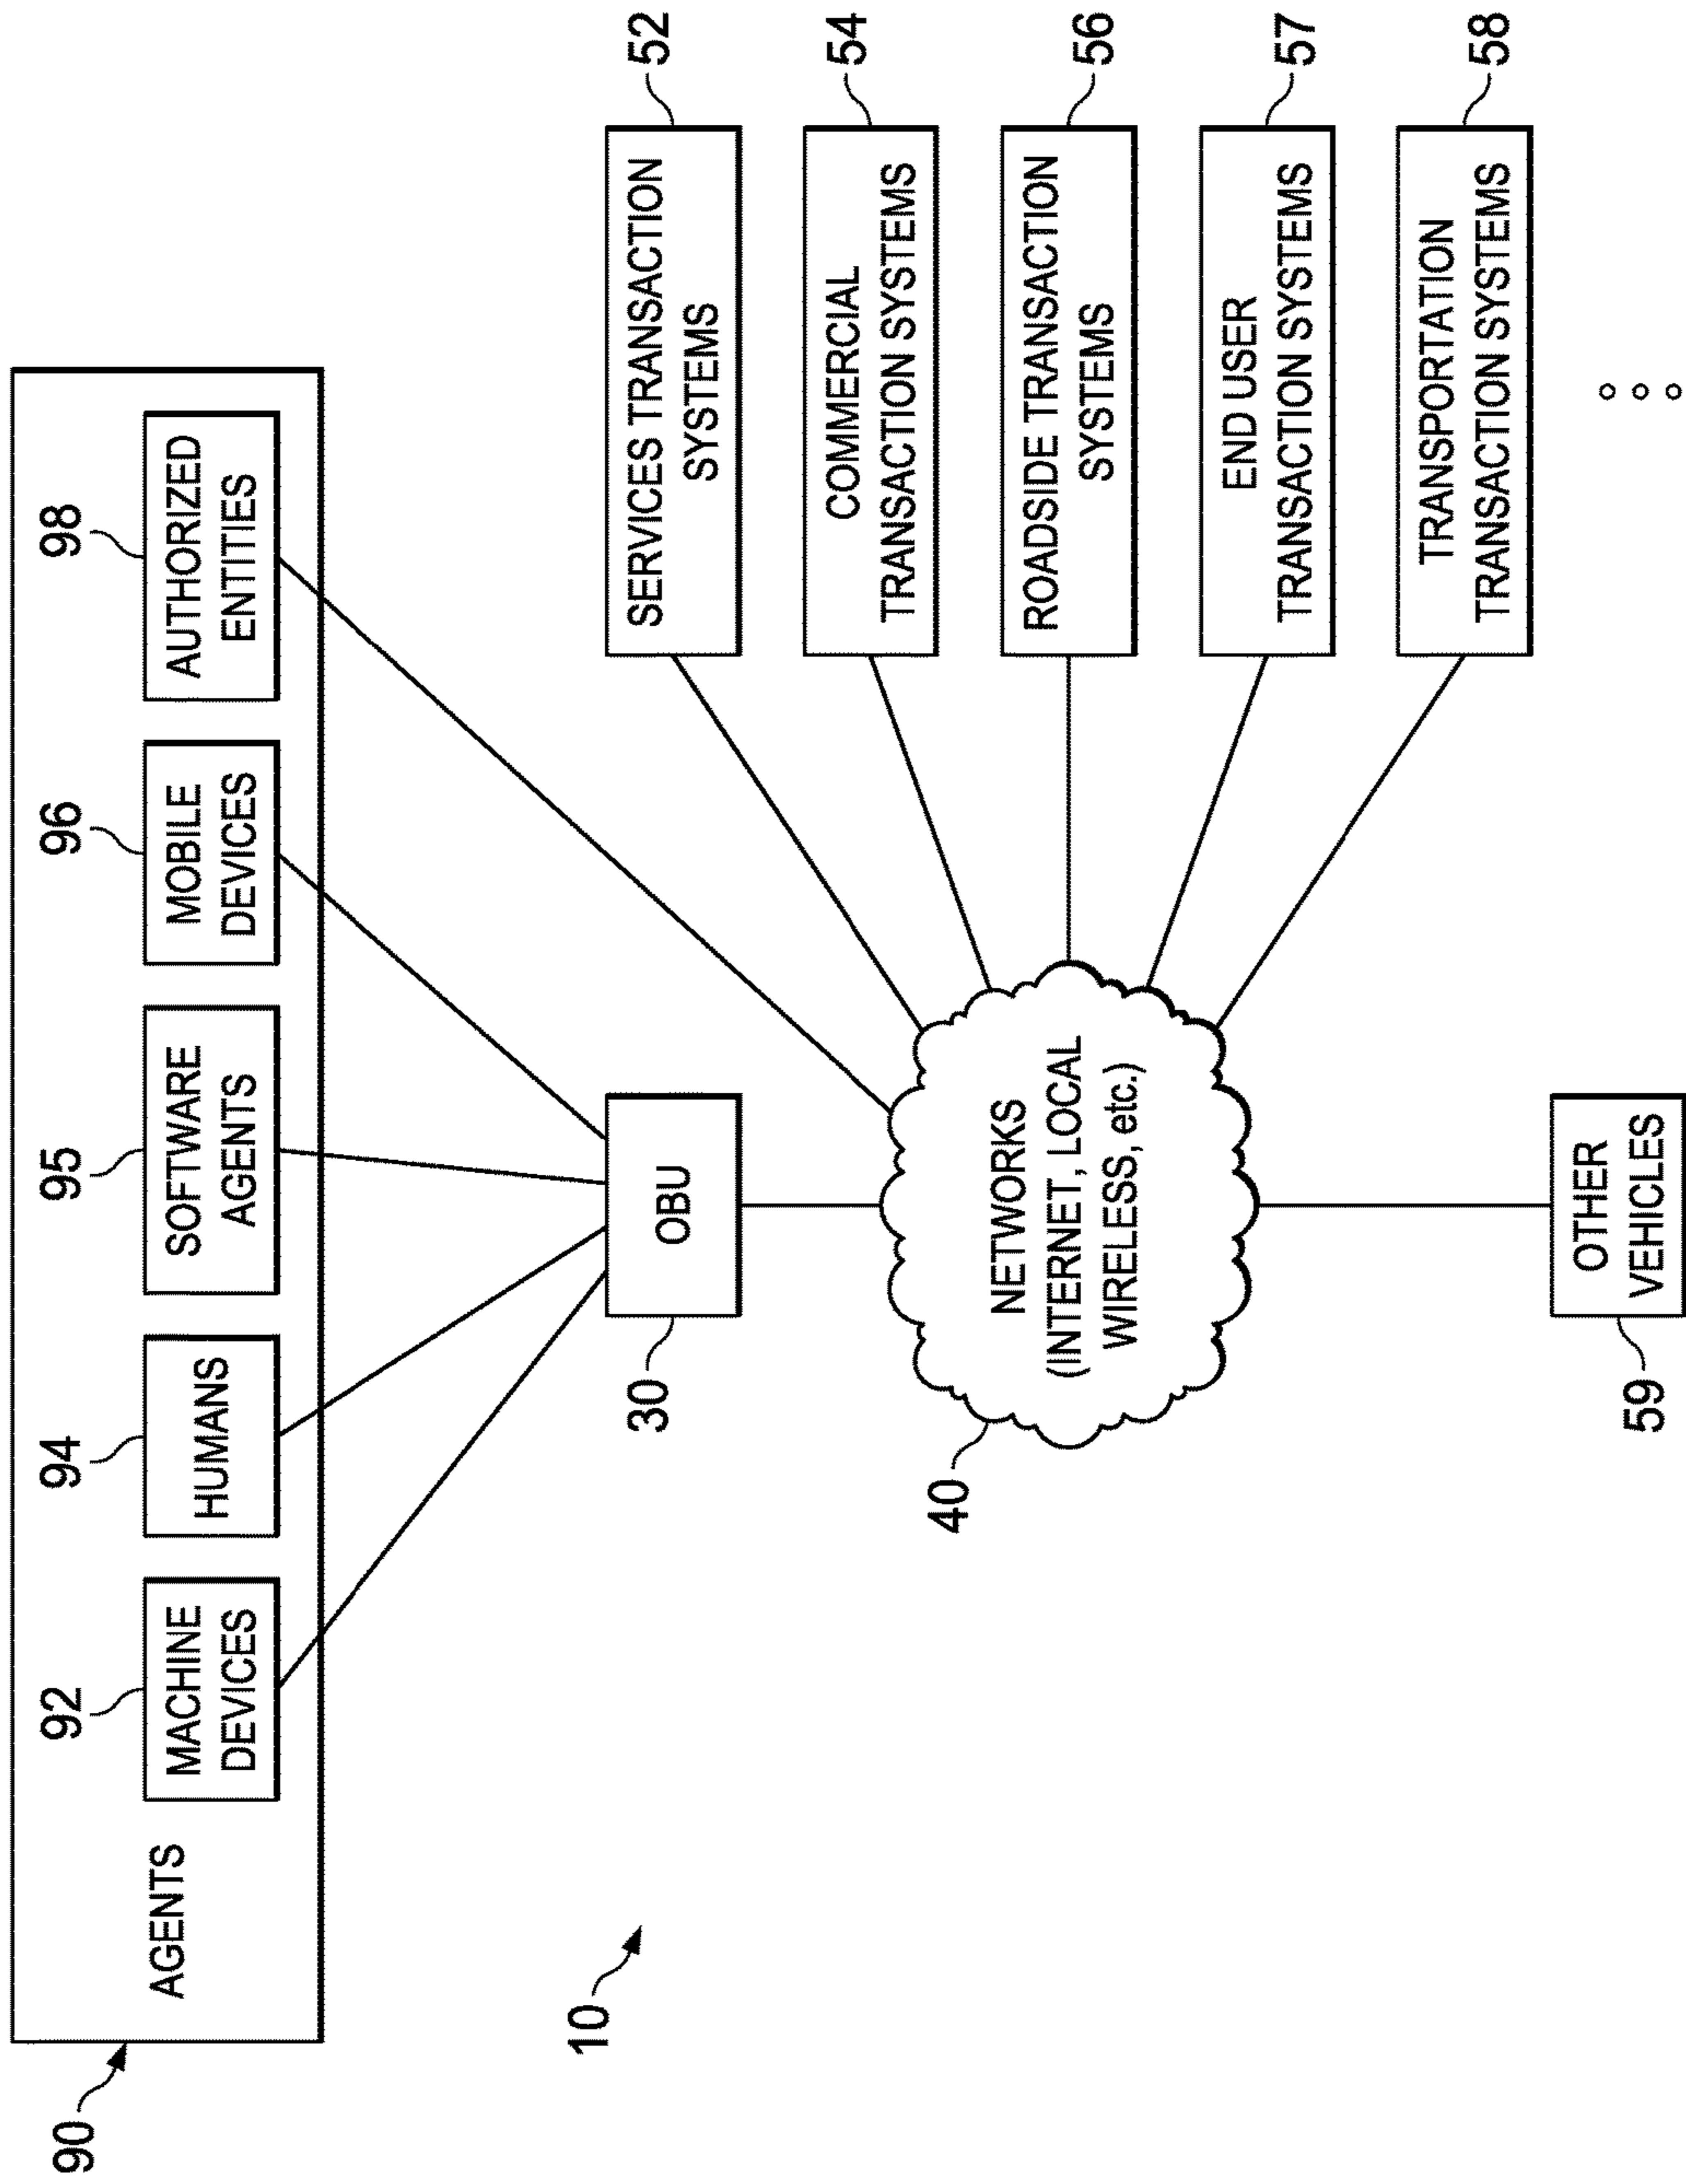 90
AGENTS
92
MACHINE
DEVICES
94
HUMANS
95
SOFTWARE
AGENTS
96
MOBILE
DEVICES
98
AUTHORIZED
ENTITIES
10
30
OBU
40
NETWORKS
(INTERNET, LOCAL
WIRELESS, etc.)
SERVICES TRANSACTION
SYSTEMS
52
COMMERCIAL
TRANSACTION SYSTEMS
54
ROADSIDE TRANSACTION
SYSTEMS
56
END USER
TRANSACTION SYSTEMS
57
TRANSPORTATION
TRANSACTION SYSTEMS
58
59
OTHER
VEHICLES